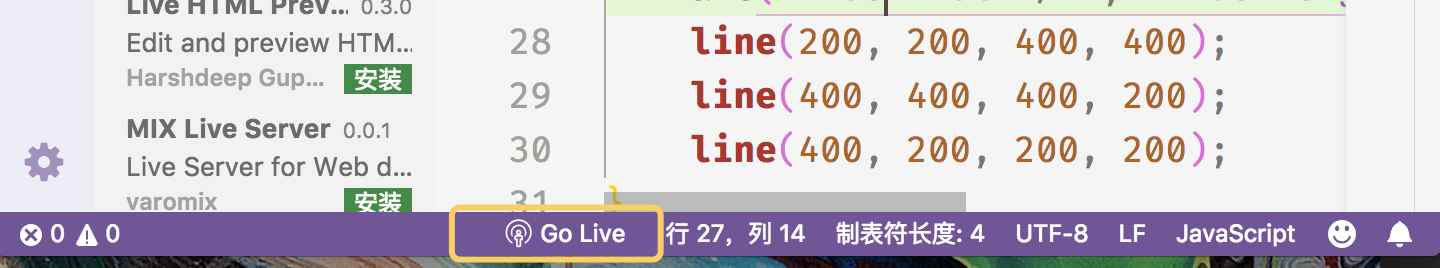 Live HTML Prev... 0.3.0
Edit and preview HTM...
Harshdeep Gup... 安装
MIX Live Server 0.0.1
Live Server for Web d...
varomix 安装
28 line(200, 200, 400, 400);
29 line(400, 400, 400, 200);
30 line(400, 200, 200, 200);
31 }
0 0 Go Live 行 27，列 14 制表符长度: 4 UTF-8 LF JavaScript